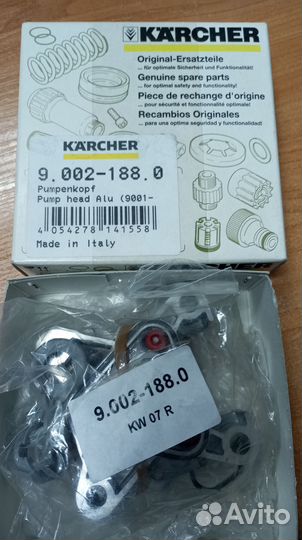 KÄRCHER
Original-Ersatzteile
... für optimale Sicherheit und Funktionalität!
Genuine spare parts
... for optimal safety and functionality!
Piece de rechange d'origine
... pour sécurité et fonctionnalité optimale!
Recambios Originales
... para una optima seguridad y functionalidad!
KÄRCHER
9.002-188.0
Pumpenkopf
Pump head Alu (9001-
4 054278 141558
Made in Italy
9.002-188.0
KW 07 R
Avito